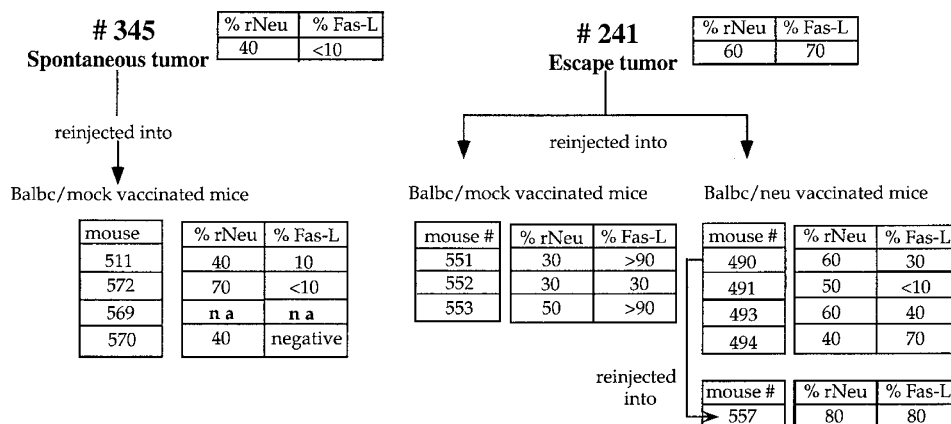 # 345
Spontaneous tumor
% rNeu % Fas-L
40 <10
reinjected into
Balbc/mock vaccinated mice
mouse % rNeu % Fas-L
511 40 10
572 70 <10
569 n a n a
570 40 negative
# 241
Escape tumor
% rNeu % Fas-L
60 70
reinjected into
Balbc/mock vaccinated mice
mouse # % rNeu % Fas-L
551 30 >90
552 30 30
553 50 >90
Balbc/neu vaccinated mice
mouse # % rNeu % Fas-L
490 60 30
491 50 <10
493 60 40
494 40 70
reinjected
into
mouse # % rNeu % Fas-L
557 80 80